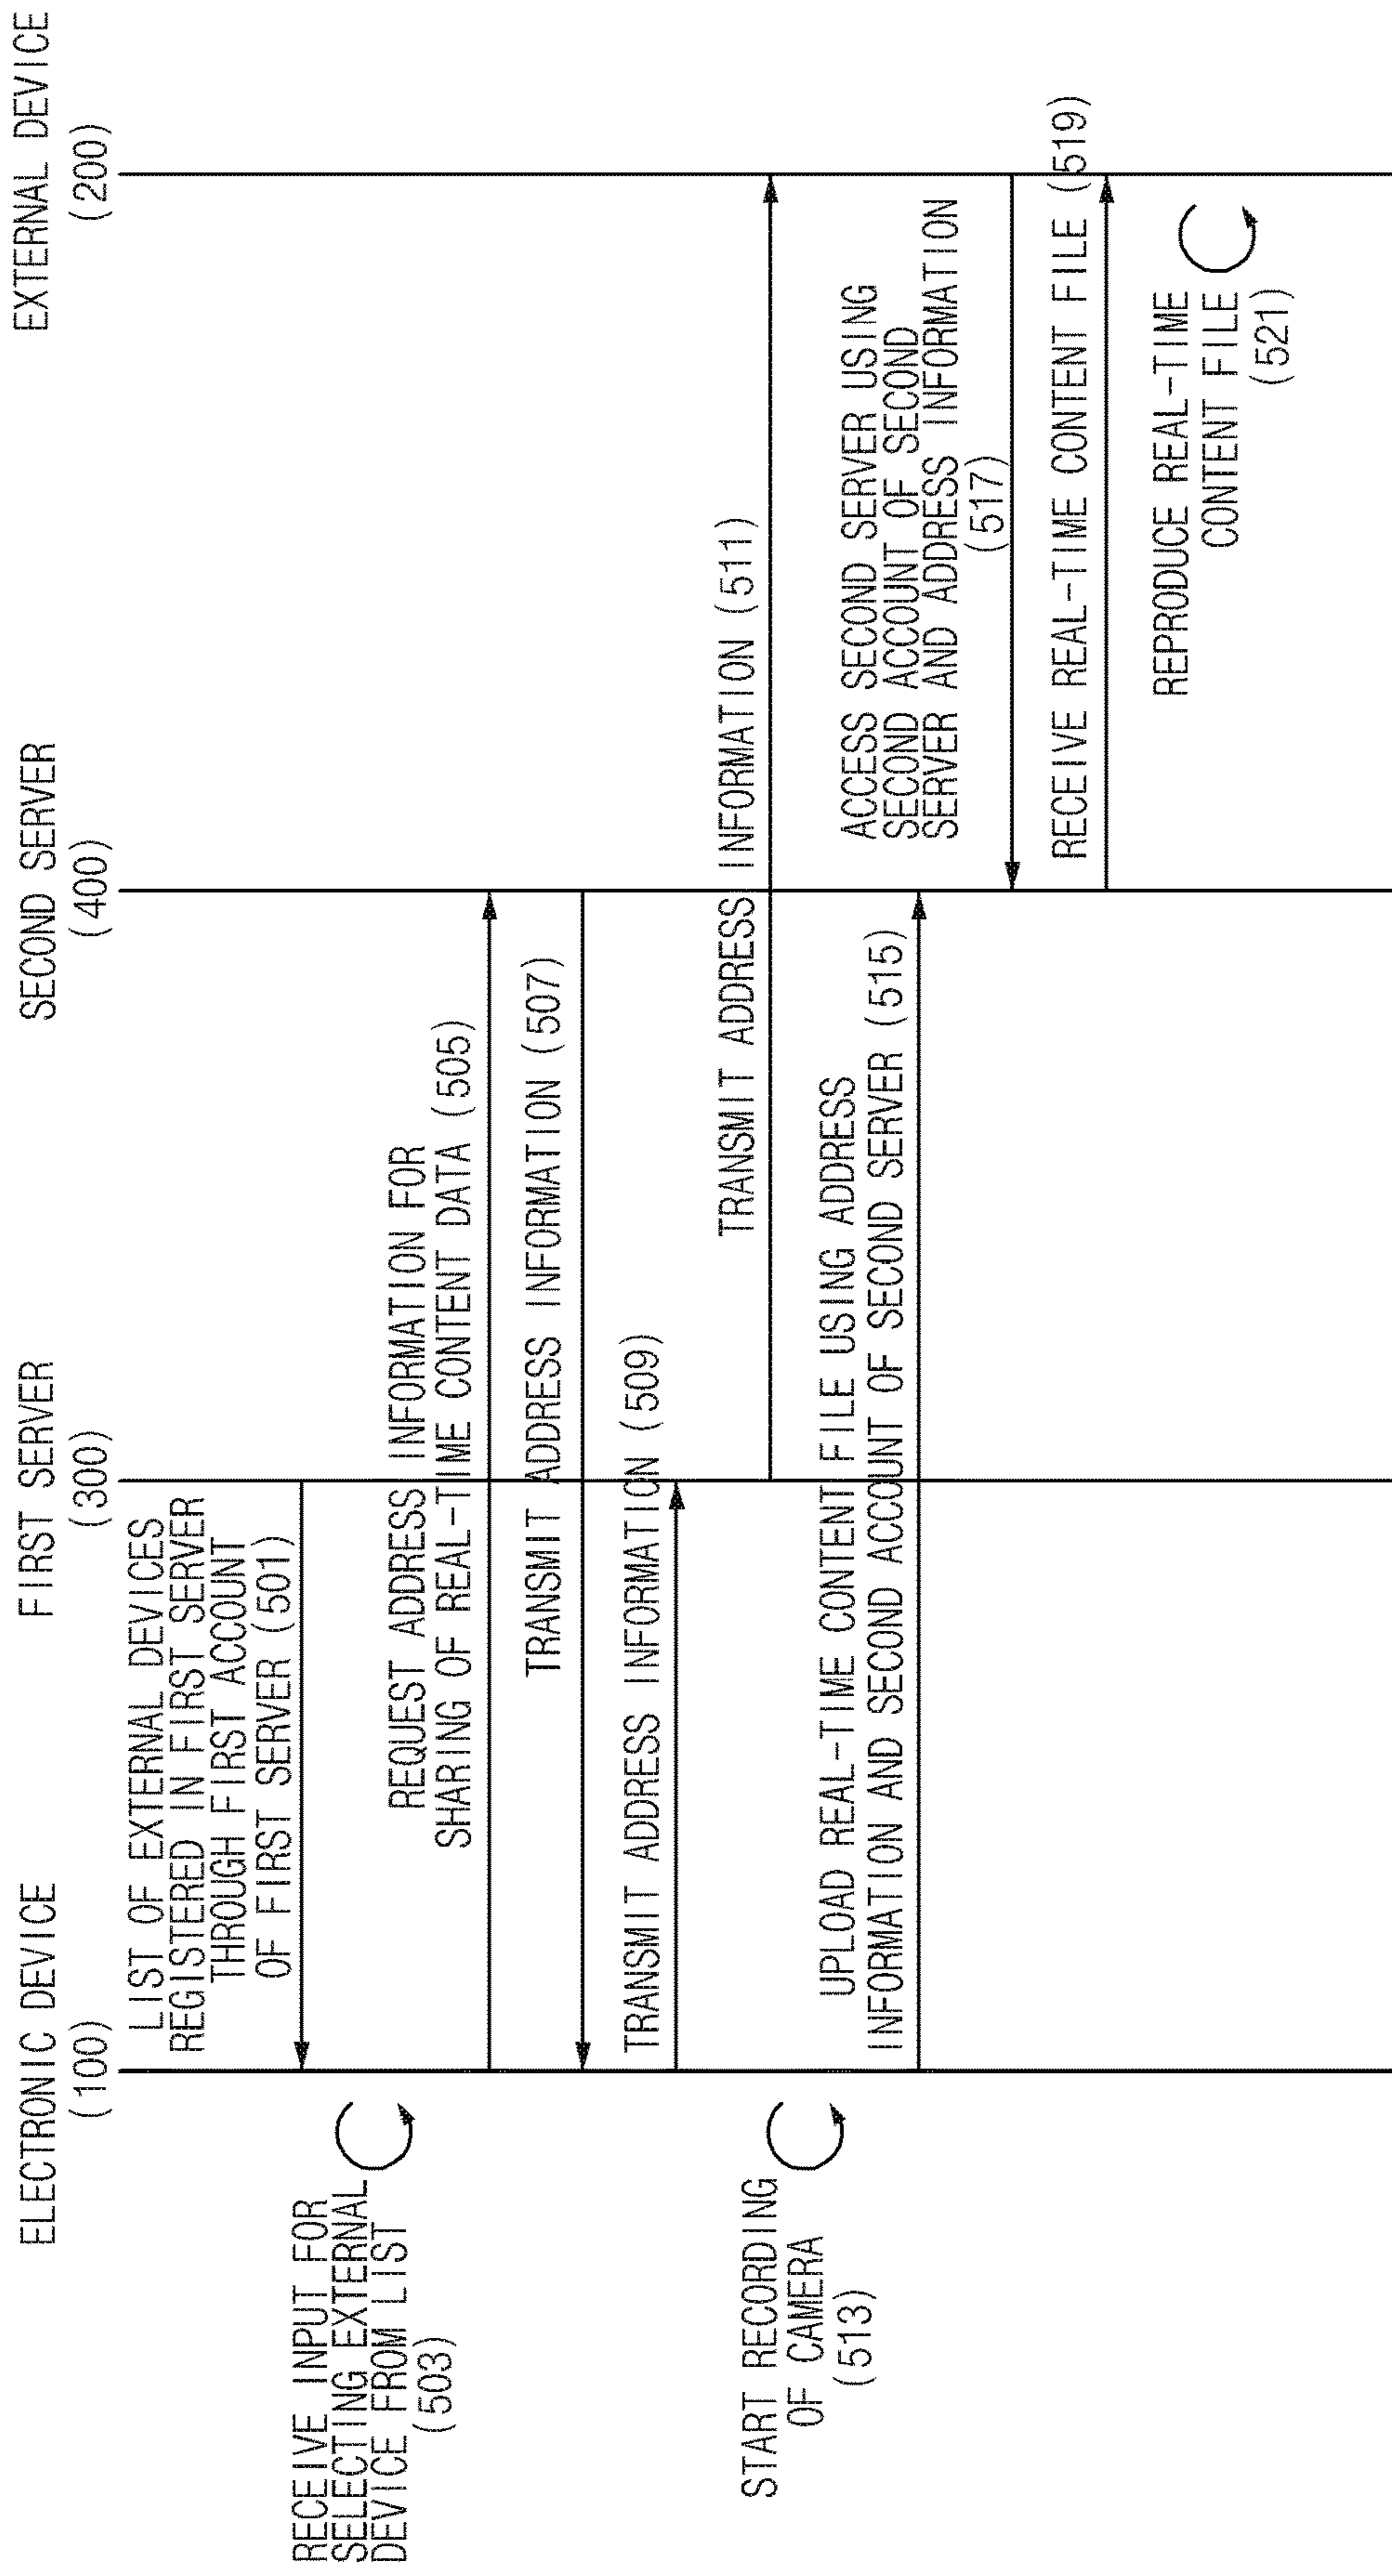 ELECTRONIC DEVICE
(100)
FIRST SERVER
(300)
SECOND SERVER
(400)
EXTERNAL DEVICE
(200)
LIST OF EXTERNAL DEVICES
REGISTERED IN FIRST SERVER
THROUGH FIRST ACCOUNT
OF FIRST SERVER (501)
RECEIVE INPUT FOR
SELECTING EXTERNAL
DEVICE FROM LIST
(503)
REQUEST ADDRESS INFORMATION FOR
SHARING OF REAL-TIME CONTENT DATA (505)
TRANSMIT ADDRESS INFORMATION (507)
TRANSMIT ADDRESS INFORMATION (509)
TRANSMIT ADDRESS INFORMATION (511)
START RECORDING
OF CAMERA
(513)
UPLOAD REAL-TIME CONTENT FILE USING ADDRESS
INFORMATION AND SECOND ACCOUNT OF SECOND SERVER (515)
ACCESS SECOND SERVER USING
SECOND ACCOUNT OF SECOND
SERVER AND ADDRESS INFORMATION
(517)
RECEIVE REAL-TIME CONTENT FILE (519)
REPRODUCE REAL-TIME
CONTENT FILE
(521)